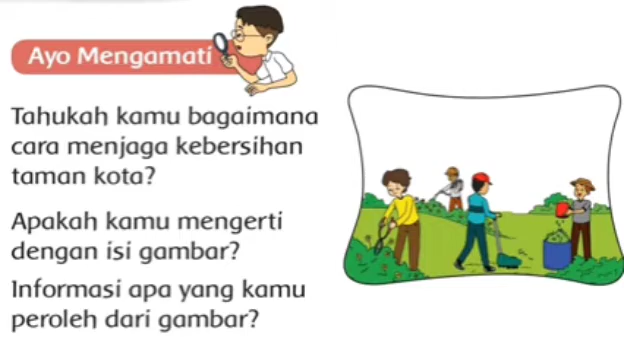 Ayo Mengamati
Tahukah kamu bagaimana
cara menjaga kebersihan
taman kota?
Apakah kamu mengerti
dengan isi gambar?
Informasi apa yang kamu
peroleh dari gambar?